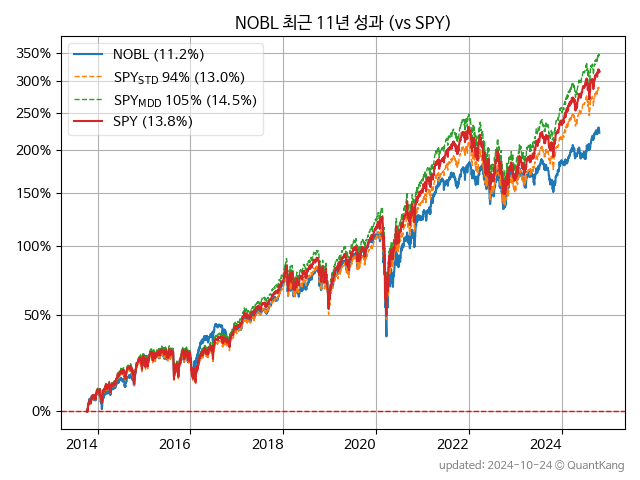 NOBL 최근 11년 성과 (vs SPY)
350%
300%
250%
200%
150%
100%
50%
0%
NOBL (11.2%)
SPYSTD 94% (13.0%)
SPYMDD 105% (14.5%)
SPY (13.8%)
2014 2016 2018 2020 2022 2024
updated: 2024-10-24 © QuantKang